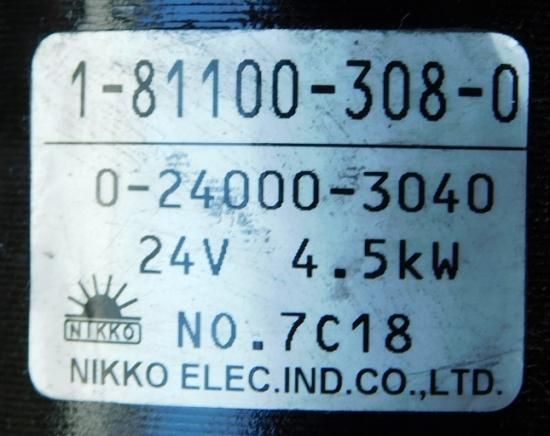 1-81100-308-0
0-24000-3040
24V 4.5kW
NIKKO NO.7C18
NIKKO ELEC.IND.CO.,LTD.